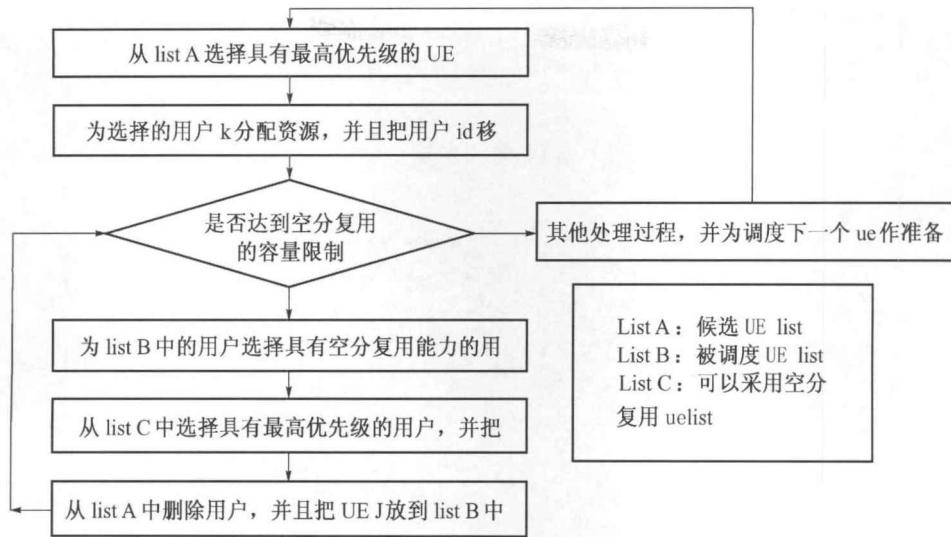 从 list A 选择具有最高优先级的 UE
为选择的用户 k 分配资源，并且把用户 id 移
是否达到空分复用
的容量限制
其他处理过程，并为调度下一个 ue 作准备
为 list B 中的用户选择具有空分复用能力的用
从 list C 中选择具有最高优先级的用户，并把
从 list A 中删除用户，并且把 UE J 放到 list B 中
List A：候选 UE list
List B：被调度 UE list
List C：可以采用空分
复用 uelist